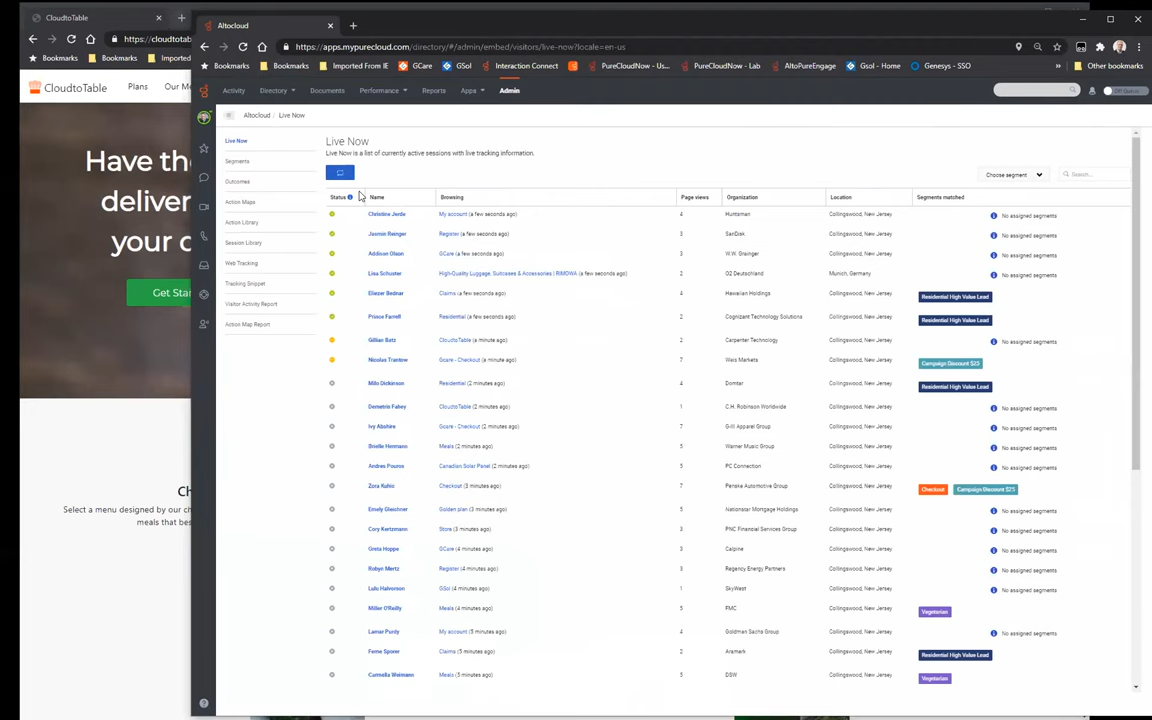 CloudtoTable
https://cloudtotab
Bookmarks
Bookmarks
Imported
CloudtoTable
Plans
Our Me
Have the
delive
your c
Get Star
Select a menu designed by our ch
meals that bes
Altocloud
https://apps.mypurecloud.com/directory/#/admin/embed/visitors/live-now?locale=en-us
Bookmarks
Bookmarks
Imported From IE
GCare
GSol
Interaction Connect
PureCloudNow - Us...
PureCloudNow - Lab
AltoPureEngage
Gsol - Home
Genesys - SSO
Other bookmarks
Activity
Directory
Documents
Performance
Reports
Apps
Admin
Off Queue
Altocloud / Live Now
Live Now
Segments
Outcomes
Action Maps
Action Library
Session Library
Web Tracking
Tracking Snippet
Visitor Activity Report
Action Map Report
Live Now
Live Now is a list of currently active sessions with live tracking information.
Choose segment
Search...
Status Name Browsing Page views Organization Location Segments matched
Christine Jerde My account (a few seconds ago) 4 Huntsman Collingswood, New Jersey No assigned segments
Jasmin Reinger Register (a few seconds ago) 3 SanDisk Collingswood, New Jersey No assigned segments
Addison Olson GCare (a few seconds ago) 3 W.W. Grainger Collingswood, New Jersey No assigned segments
Lisa Schuster High-Quality Luggage, Suitcases & Accessories | RIMOWA (a few seconds ago) 2 O2 Deutschland Munich, Germany No assigned segments
Eliezer Bednar Claims (a few seconds ago) 4 Hawaiian Holdings Collingswood, New Jersey Residential High Value Lead
Prince Farrell Residential (a few seconds ago) 2 Cognizant Technology Solutions Collingswood, New Jersey Residential High Value Lead
Gillian Batz CloudtoTable (a minute ago) 2 Carpenter Technology Collingswood, New Jersey No assigned segments
Nicolas Trantow Gcare - Checkout (a minute ago) 7 Weis Markets Collingswood, New Jersey Campaign Discount $25
Milo Dickinson Residential (2 minutes ago) 4 Domtar Collingswood, New Jersey Residential High Value Lead
Demetris Fahey CloudtoTable (2 minutes ago) 1 C.H. Robinson Worldwide Collingswood, New Jersey No assigned segments
Ivy Abshire Gcare - Checkout (2 minutes ago) 7 G-III Apparel Group Collingswood, New Jersey No assigned segments
Brielle Hermann Meals (2 minutes ago) 5 Warner Music Group Collingswood, New Jersey No assigned segments
Andres Pouros Canadian Solar Panel (2 minutes ago) 5 PC Connection Collingswood, New Jersey No assigned segments
Zora Kuhic Checkout (3 minutes ago) 7 Penske Automotive Group Collingswood, New Jersey Checkout Campaign Discount $25
Emely Gleichner Golden plan (3 minutes ago) 5 Nationstar Mortgage Holdings Collingswood, New Jersey No assigned segments
Cory Kertzmann Store (3 minutes ago) 3 PNC Financial Services Group Collingswood, New Jersey No assigned segments
Greta Hoppe GCare (4 minutes ago) 3 Calpine Collingswood, New Jersey No assigned segments
Robyn Mertz Register (4 minutes ago) 3 Regency Energy Partners Collingswood, New Jersey No assigned segments
Lulu Halvorson GSol (4 minutes ago) 1 SkyWest Collingswood, New Jersey No assigned segments
Miller O'Reilly Meals (4 minutes ago) 5 FMC Collingswood, New Jersey Vegetarian
Lamar Purdy My account (5 minutes ago) 4 Goldman Sachs Group Collingswood, New Jersey No assigned segments
Ferne Sporer Claims (5 minutes ago) 2 Aramark Collingswood, New Jersey Residential High Value Lead
Carmella Weimann Meals (5 minutes ago) 5 DSW Collingswood, New Jersey Vegetarian